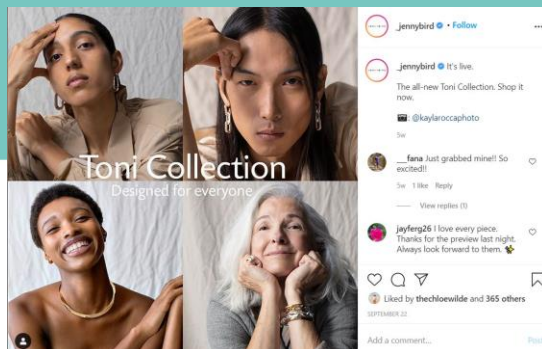 Toni Collection
Designed for everyone
_jennybird • Follow
_jennybird It's live.
The all-new Toni Collection. Shop it
now.
: @kaylaroccaphoto
5w
___fana Just grabbed mine!! So
excited!!
5w 1 like Reply
View replies (1)
jayferg26 I love every piece.
Thanks for the preview last night.
Always look forward to them.
Liked by thechloewilde and 365 others
SEPTEMBER 22
Add a comment...
Post